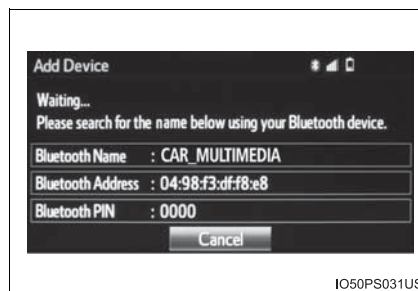 Add Device
Waiting...
Please search for the name below using your Bluetooth device.
Bluetooth Name : CAR_MULTIMEDIA
Bluetooth Address : 04:98:f3:df:f8:e8
Bluetooth PIN : 0000
Cancel
IO50PS031US